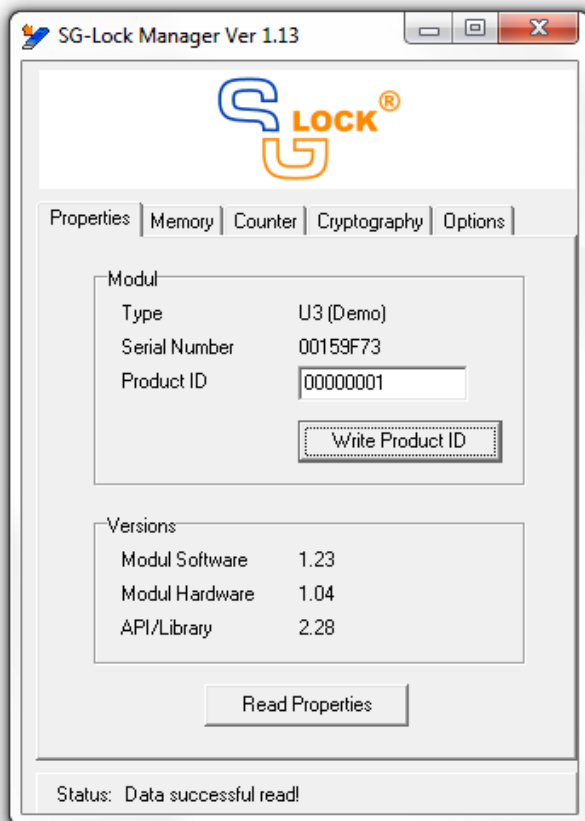 SG-Lock Manager Ver 1.13
SG LOCK®
Properties Memory Counter Cryptography Options
Modul
Type U3 (Demo)
Serial Number 00159F73
Product ID 00000001
Write Product ID
Versions
Modul Software 1.23
Modul Hardware 1.04
API/Library 2.28
Read Properties
Status: Data successful read!